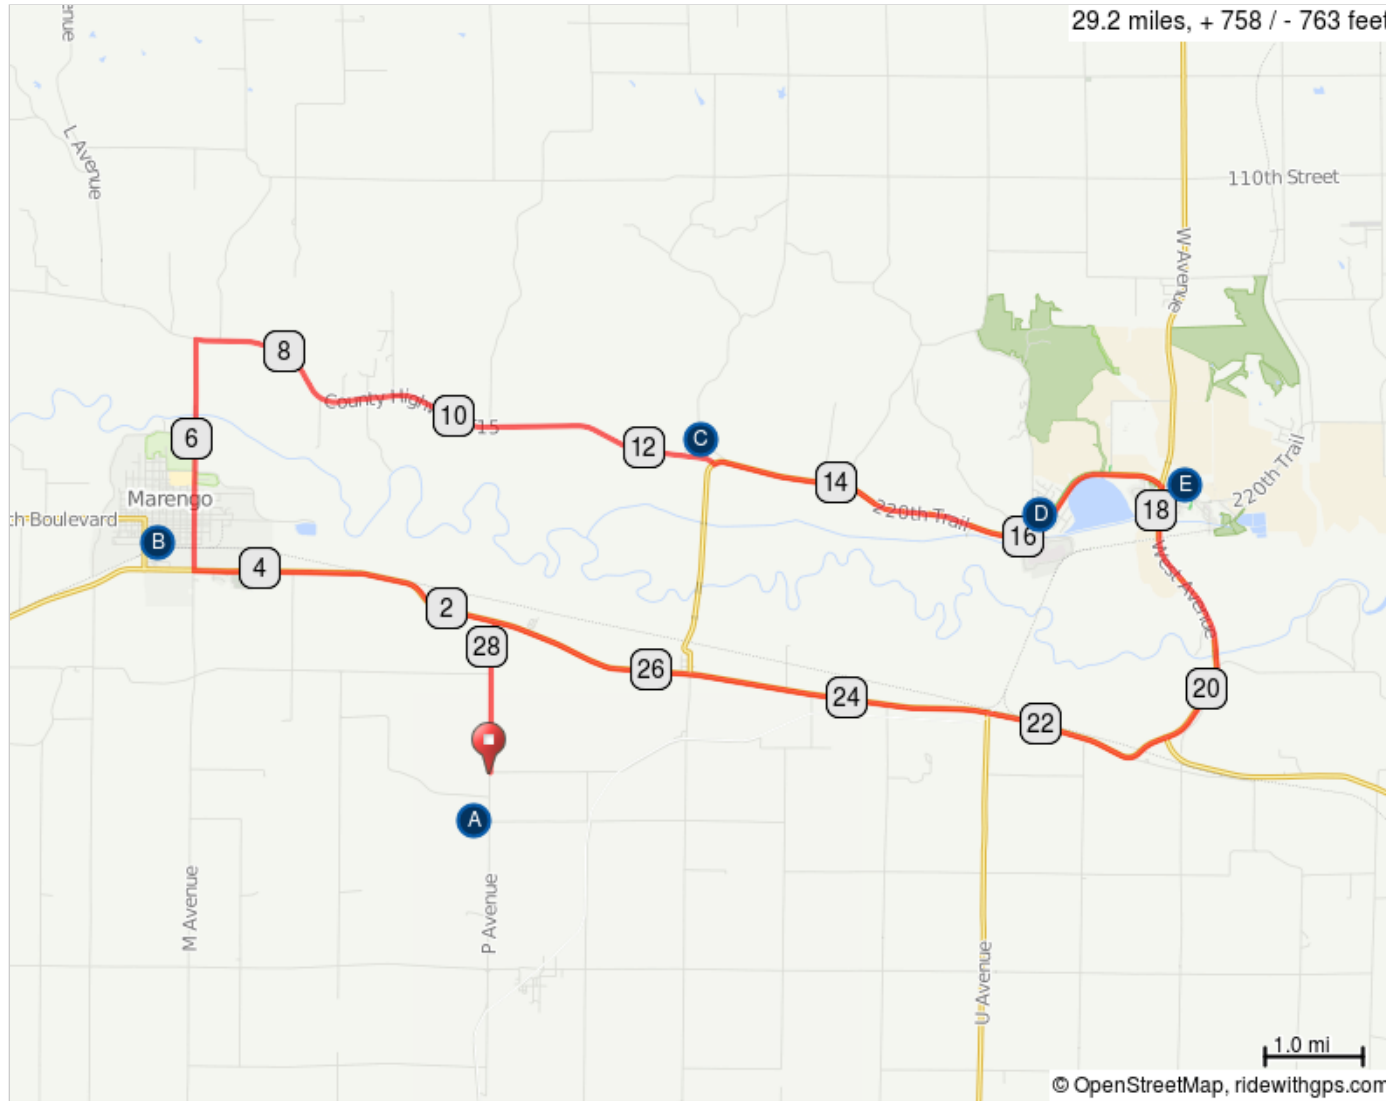 29.2 miles, + 758 / - 763 feet
enue
L Avenue
110th Street
W Avenue
8
County High
15
10
6
12
C
14
Marengo
220th Trail
220th Trail
E
18
D
16
ch Boulevard
B
4
2
West Avenue
28
26
24
20
22
A
M Avenue
P Avenue
U Avenue
1.0 mi
© OpenStreetMap, ridewithgps.com